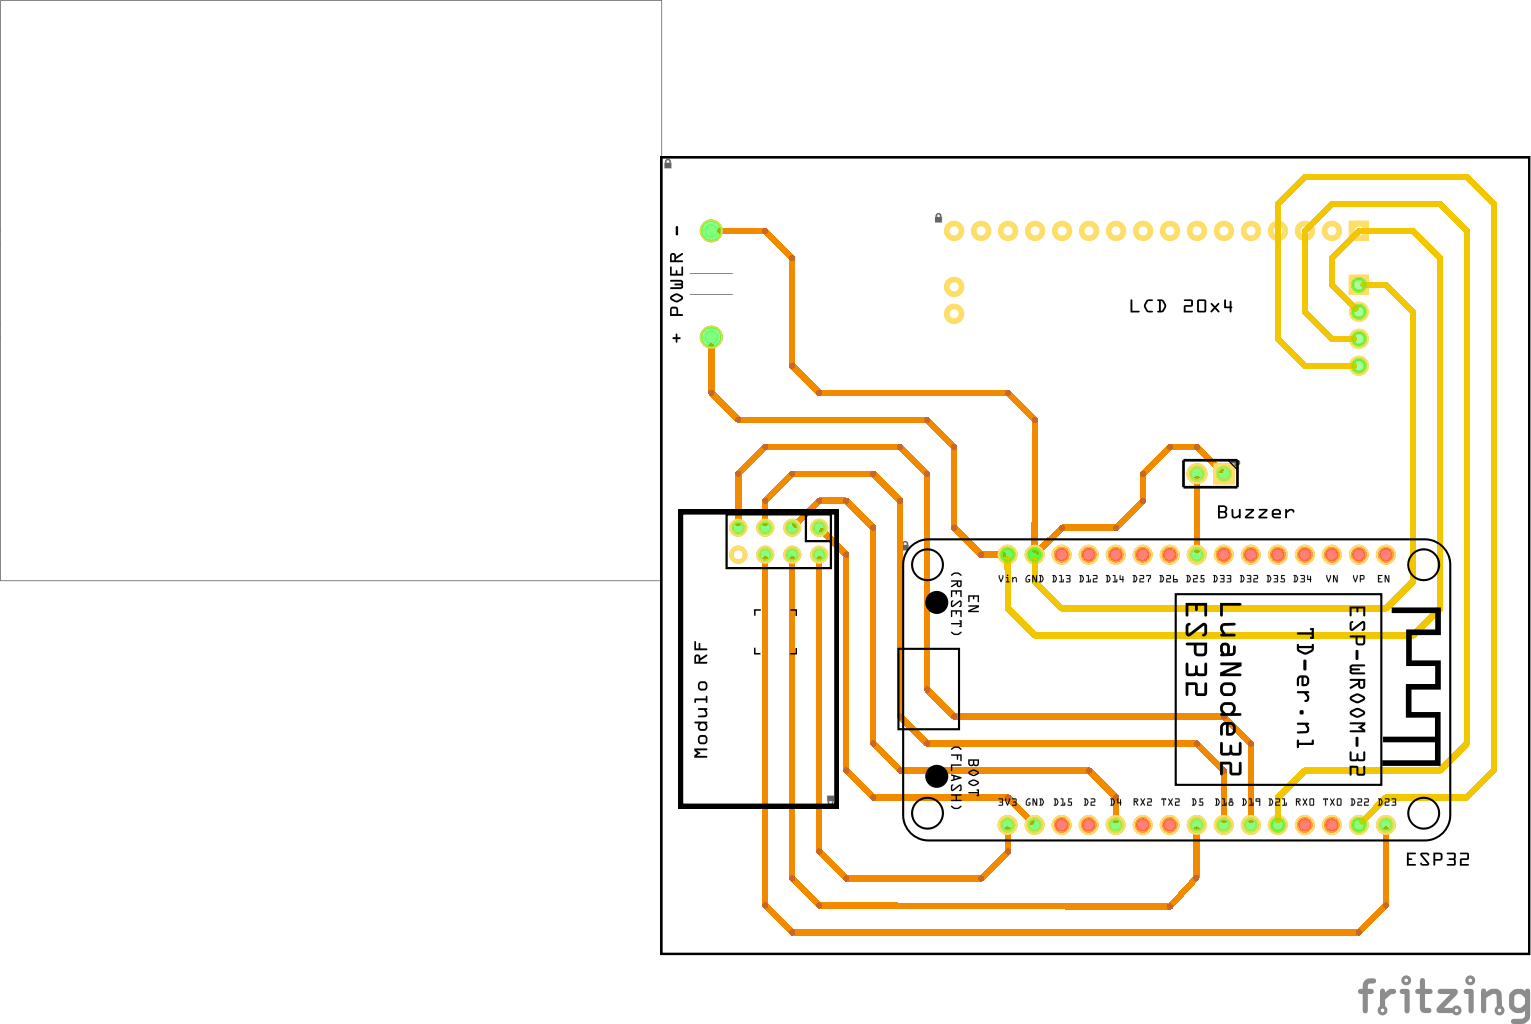 + POWER -
LCD 20x4
Buzzer
Vin GND D13 D12 D14 D27 D26 D25 D33 D32 D35 D34 VN VP EN
EN
(RESET)
LuaNode32
ESP32
TD-er.nl
ESP-WROOM-32
Modulo RF
BOOT
(FLASH)
3V3 GND D15 D2 D4 RX2 TX2 D5 D18 D19 D21 RX0 TX0 D22 D23
ESP32
fritzing